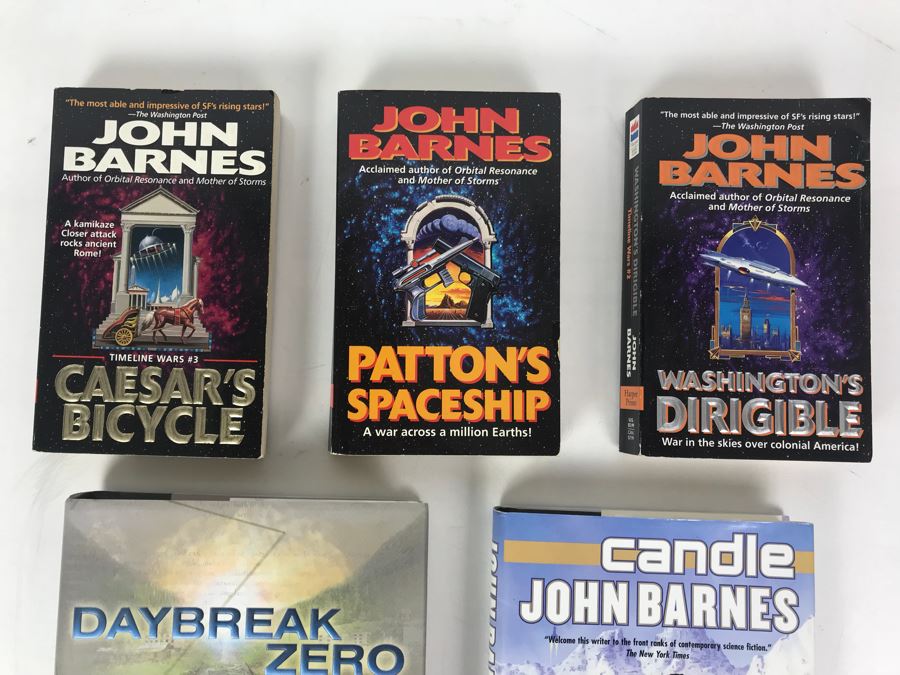 "The most able and impressive of SF's rising stars!"
—The Washington Post
JOHN
BARNES
Author of Orbital Resonance and Mother of Storms
A kamikaze
Closer attack
rocks ancient
Rome!
TIMELINE WARS #3
CAESAR'S
BICYCLE
JOHN
BARNES
Acclaimed author of Orbital Resonance
and Mother of Storms
PATTON'S
SPACESHIP
A war across a million Earths!
WASHINGTON'S DIRIGIBLE
Timeline Wars #2
JOHN
BARNES
Harper
Prism
"The most able and impressive of SF's rising stars!"
—The Washington Post
JOHN
BARNES
Acclaimed author of Orbital Resonance
and Mother of Storms
WASHINGTON'S
DIRIGIBLE
War in the skies over colonial America!
DAYBREAK
ZERO
candle
JOHN BARNES
"Welcome this writer to the front ranks of contemporary science fiction."
The New York Times